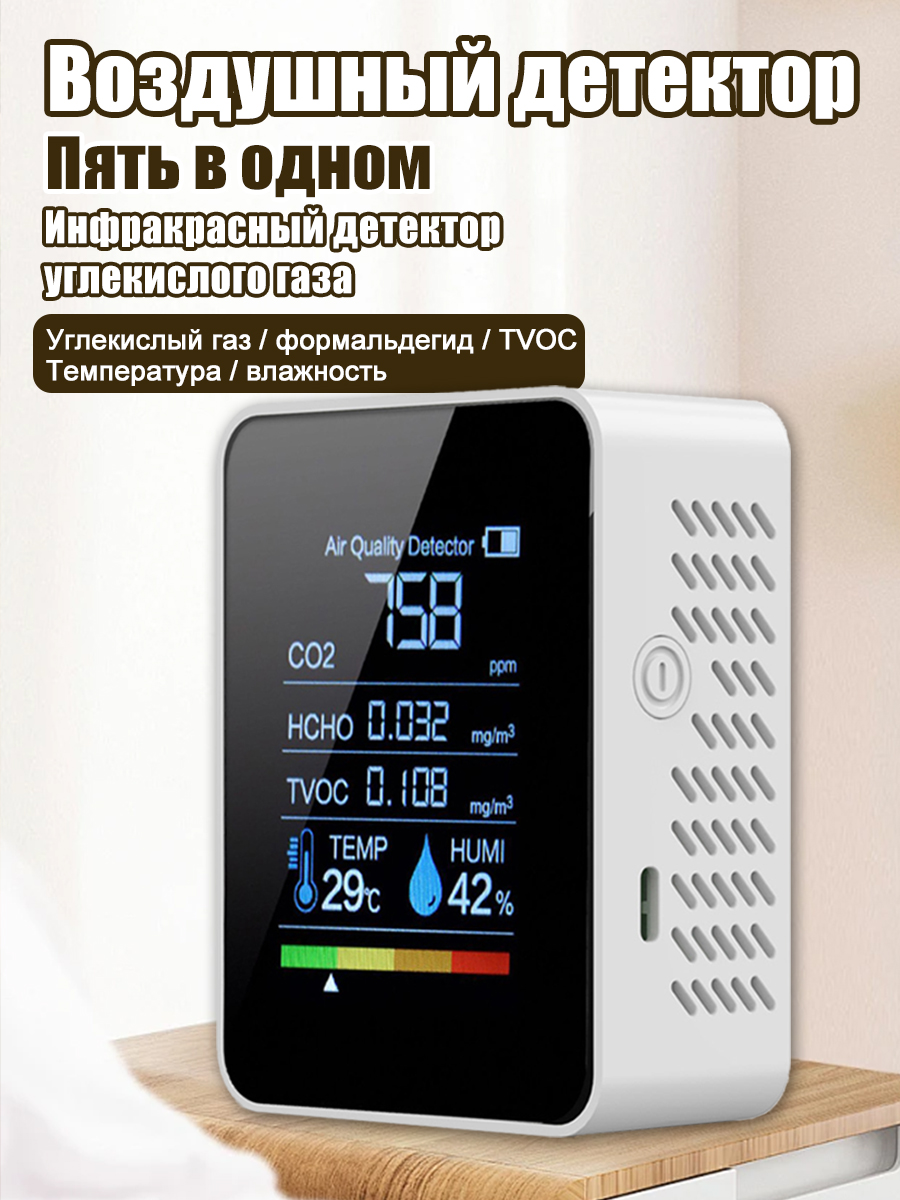 Воздушный детектор
Пять в одном
Инфракрасный детектор
углекислого газа
Углекислый газ / формальдегид / TVOC
Температура / влажность
Air Quality Detector
758
CO2 ppm
HCHO 0.032 mg/m³
TVOC 0.108 mg/m³
TEMP HUMI
29°C 42%